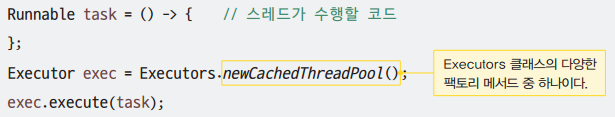 Runnable task = () -> {    // 스레드가 수행할 코드
};
Executor exec = Executors.newCachedThreadPool();
exec.execute(task);
Executors 클래스의 다양한
팩토리 메서드 중 하나이다.